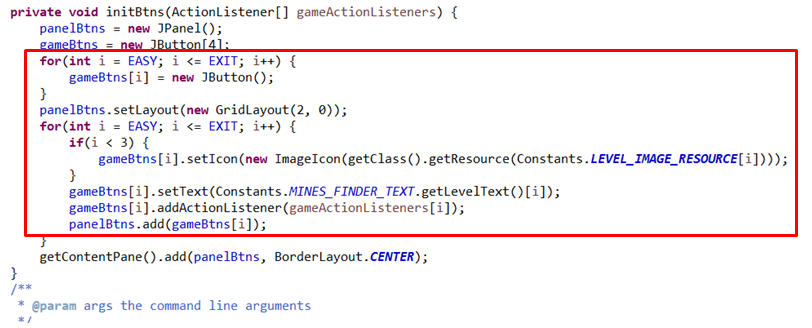 private void initBtns(ActionListener[] gameActionListeners) {
panelBtns = new JPanel();
gameBtns = new JButton[4];
for(int i = EASY; i <= EXIT; i++) {
gameBtns[i] = new JButton();
}
panelBtns.setLayout(new GridLayout(2, 0));
for(int i = EASY; i <= EXIT; i++) {
if(i < 3) {
gameBtns[i].setIcon(new ImageIcon(getClass().getResource(Constants.LEVEL_IMAGE_RESOURCE[i])));
}
gameBtns[i].setText(Constants.MINES_FINDER_TEXT.getLevelText()[i]);
gameBtns[i].addActionListener(gameActionListeners[i]);
panelBtns.add(gameBtns[i]);
}
getContentPane().add(panelBtns, BorderLayout.CENTER);
}
/**
* @param args the command line arguments
*/